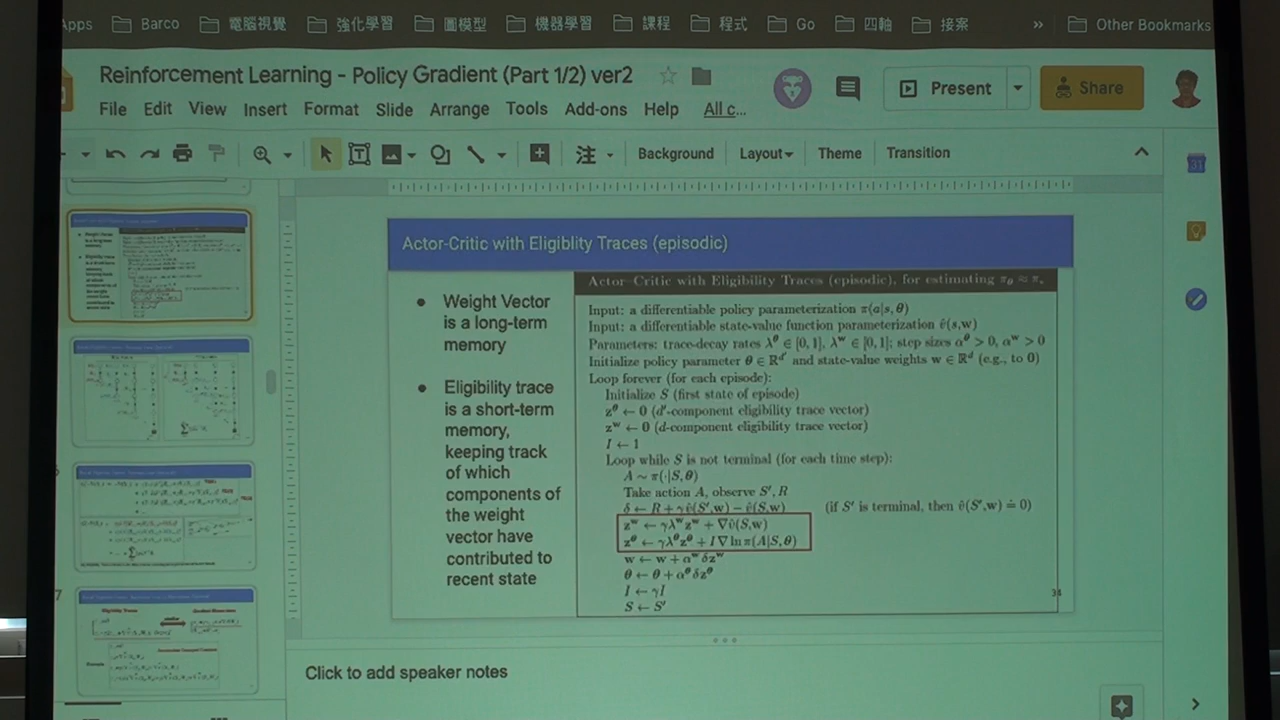 Apps Barco 電腦視覺 強化學習 圖模型 機器學習 課程 程式 Go 四軸 接案 » Other Bookmarks
Reinforcement Learning - Policy Gradient (Part 1/2) ver2
Present
Share
File Edit View Insert Format Slide Arrange Tools Add-ons Help All c...
注 Background Layout Theme Transition
31
Actor-Critic with Eligiblity Traces (episodic)
Weight Vector
is a long-term
memory
Eligibility trace
is a short-term
memory,
keeping track
of which
components of
the weight
vector have
contributed to
recent state
Actor–Critic with Eligibility Traces (episodic), for estimating π_θ ≈ π_*
Input: a differentiable policy parameterization π(a|s, θ)
Input: a differentiable state-value function parameterization v̂(s,w)
Parameters: trace-decay rates λ^θ ∈ [0, 1], λ^w ∈ [0, 1]; step sizes α^θ > 0, α^w > 0
Initialize policy parameter θ ∈ ℝ^d′ and state-value weights w ∈ ℝ^d (e.g., to 0)
Loop forever (for each episode):
Initialize S (first state of episode)
z^θ ← 0 (d′-component eligibility trace vector)
z^w ← 0 (d-component eligibility trace vector)
I ← 1
Loop while S is not terminal (for each time step):
A ∼ π(·|S, θ)
Take action A, observe S′, R
δ ← R + γv̂(S′,w) − v̂(S,w) (if S′ is terminal, then v̂(S′,w) ≐ 0)
z^w ← γλ^w z^w + ∇v̂(S,w)
z^θ ← γλ^θ z^θ + I∇ ln π(A|S, θ)
w ← w + α^w δz^w
θ ← θ + α^θ δz^θ
I ← γI
S ← S′
34
Click to add speaker notes